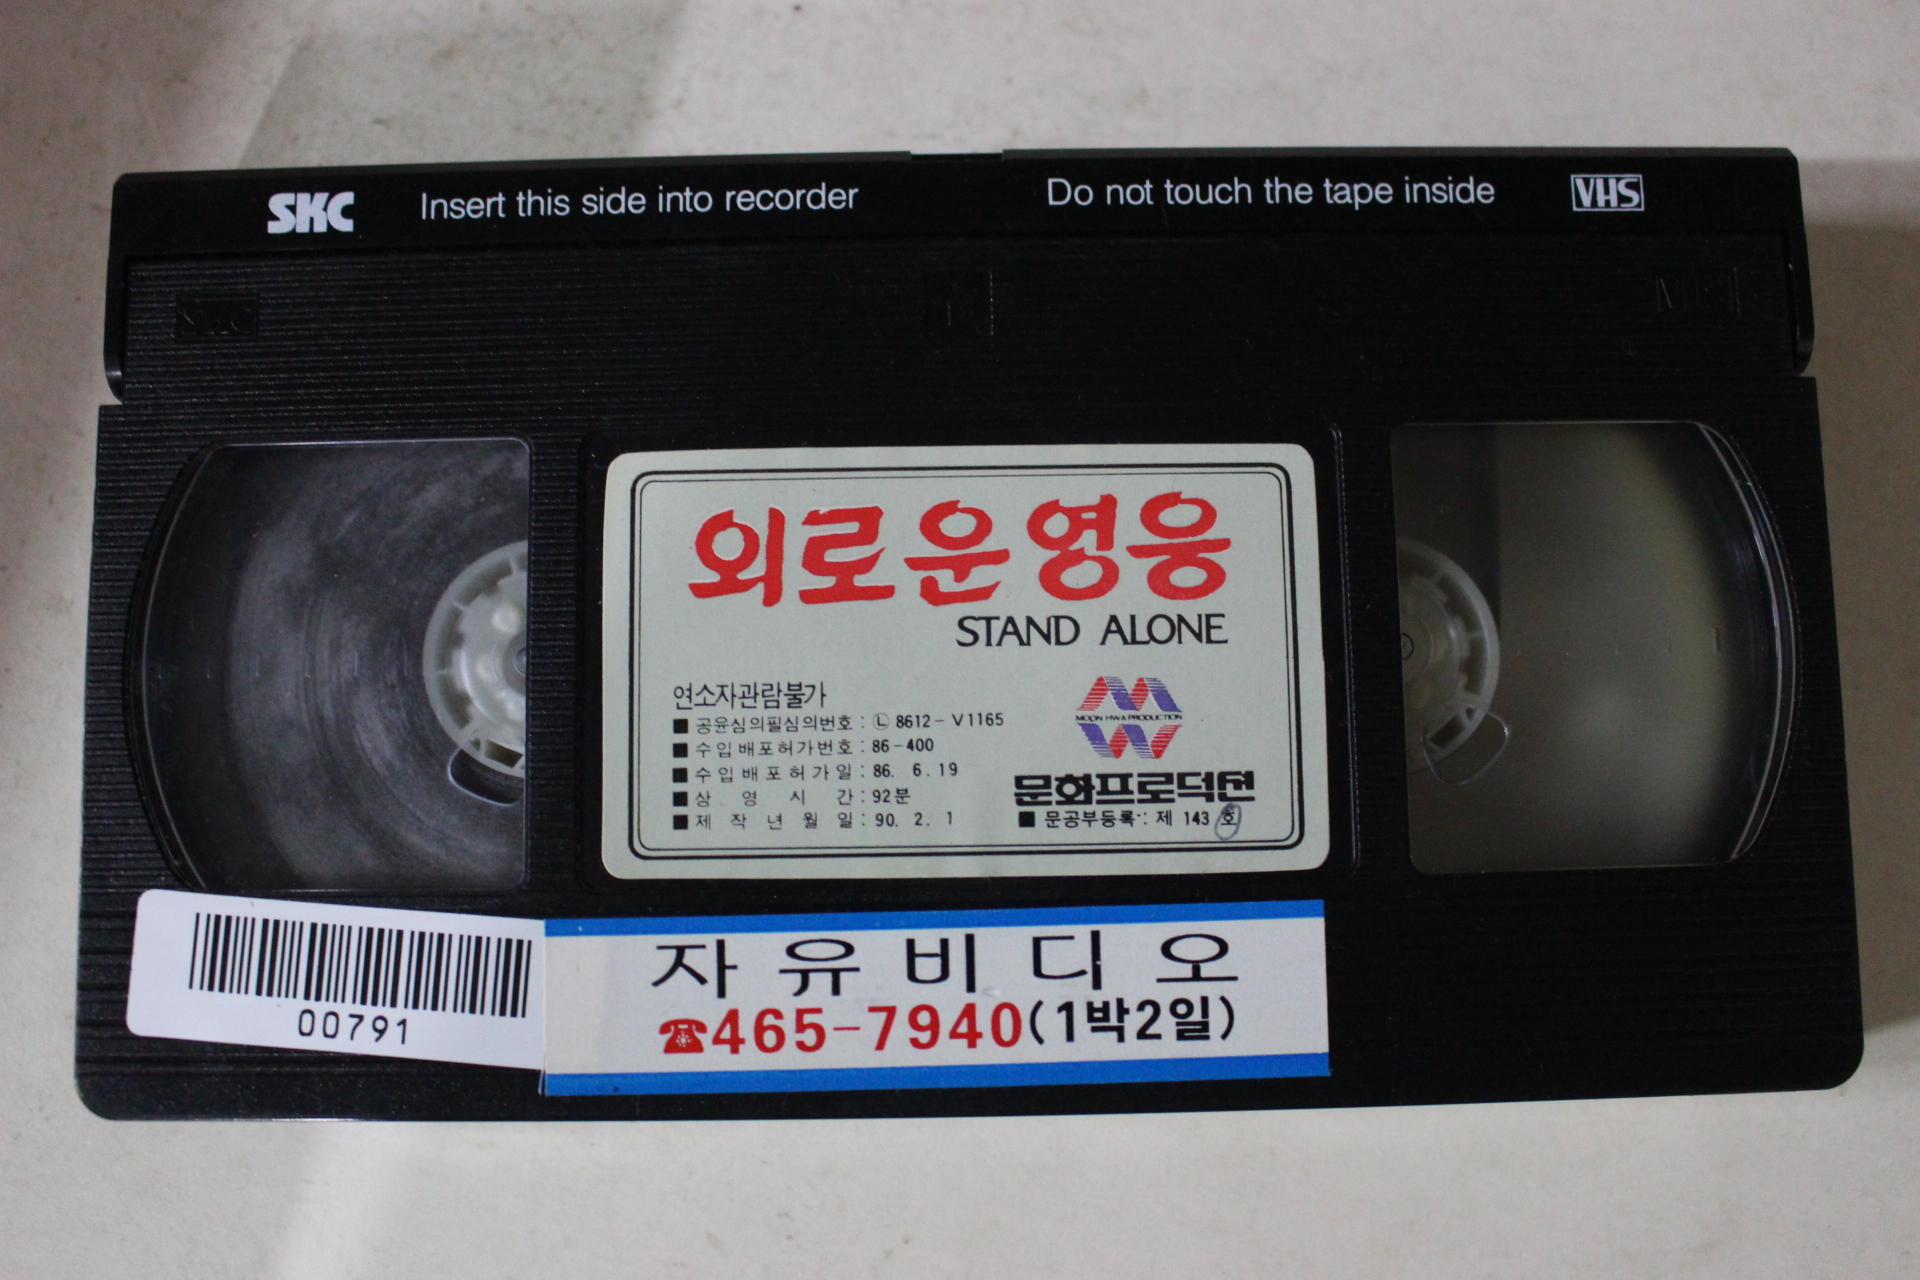 SKC Insert this side into recorder Do not touch the tape inside VHS
외로운영웅
STAND ALONE
연소자관람불가
■ 공윤심의필심의번호 : Ⓛ 8612-V1165
■ 수입배포허가번호 : 86-400
■ 수입배포허가일 : 86. 6. 19
■ 상영시간 : 92분
■ 제작년월일 : 90. 2. 1
MOON HWA PRODUCTION
문화프로덕션
■ 문공부등록 : 제 143 호
00791
자유비디오
☎465-7940(1박2일)